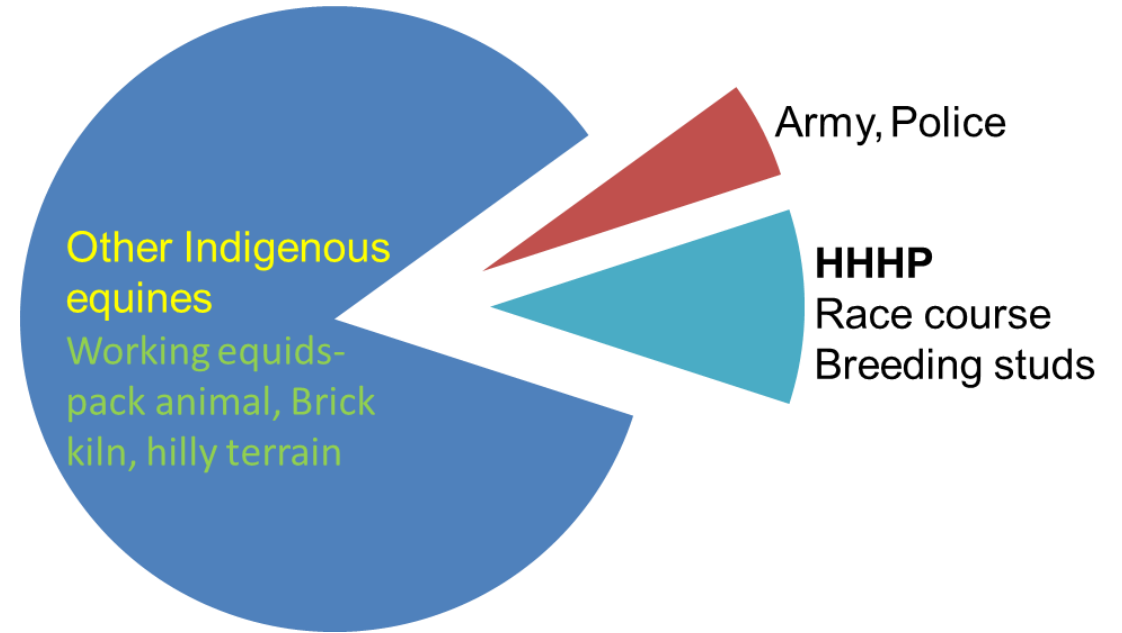 Army, Police
Other Indigenous
equines
Working equids-
pack animal, Brick
kiln, hilly terrain
HHHP
Race course
Breeding studs